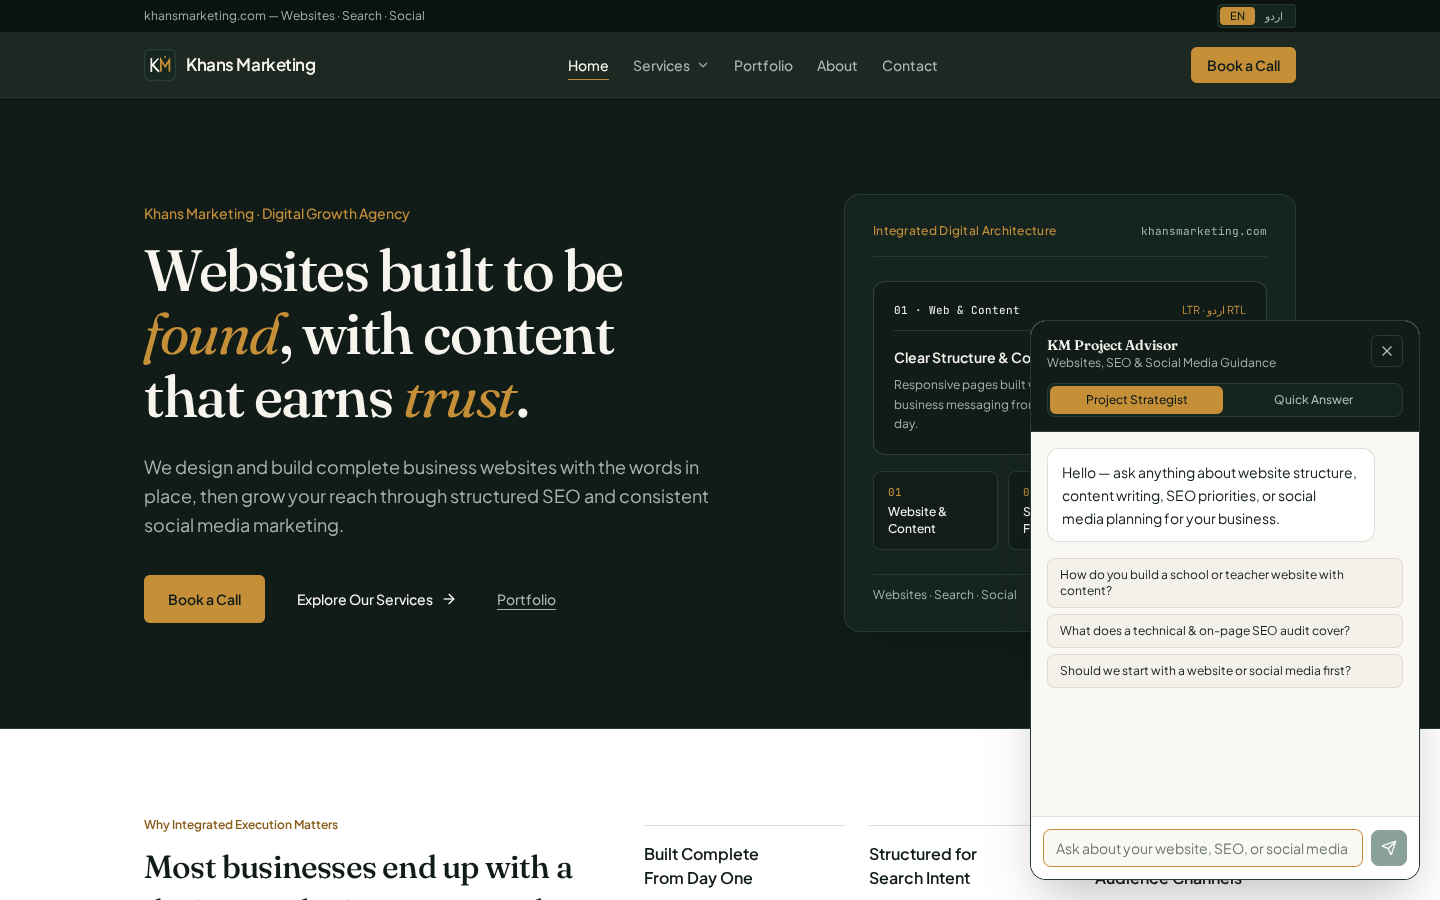 khansmarketing.com — Websites · Search · Social
EN
اردو
KM
Khans Marketing
Home
Services
Portfolio
About
Contact
Book a Call
Khans Marketing · Digital Growth Agency
Websites built to be
found, with content
that earns trust.
We design and build complete business websites with the words in
place, then grow your reach through structured SEO and consistent
social media marketing.
Book a Call
Explore Our Services
Portfolio
Integrated Digital Architecture
khansmarketing.com
01 · Web & Content
LTR · اردو RTL
Clear Structure & Co
Responsive pages built
business messaging from
day.
01
Website &
Content
Websites · Search · Social
KM Project Advisor
Websites, SEO & Social Media Guidance
Project Strategist
Quick Answer
Hello — ask anything about website structure,
content writing, SEO priorities, or social
media planning for your business.
How do you build a school or teacher website with
content?
What does a technical & on-page SEO audit cover?
Should we start with a website or social media first?
Ask about your website, SEO, or social media
Why Integrated Execution Matters
Most businesses end up with a
Built Complete
From Day One
Structured for
Search Intent
Audience Channels